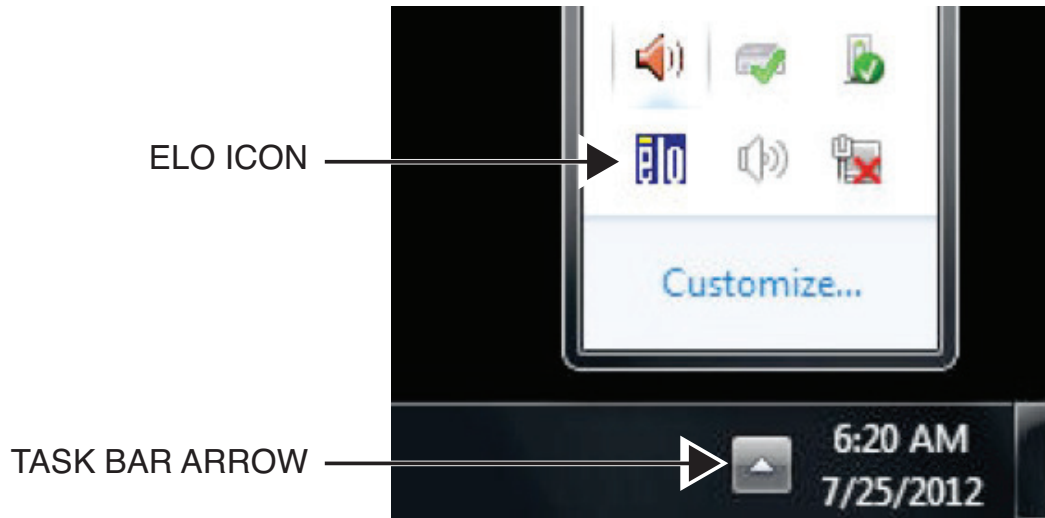 ELO ICON
elo
Customize...
TASK BAR ARROW
6:20 AM
7/25/2012